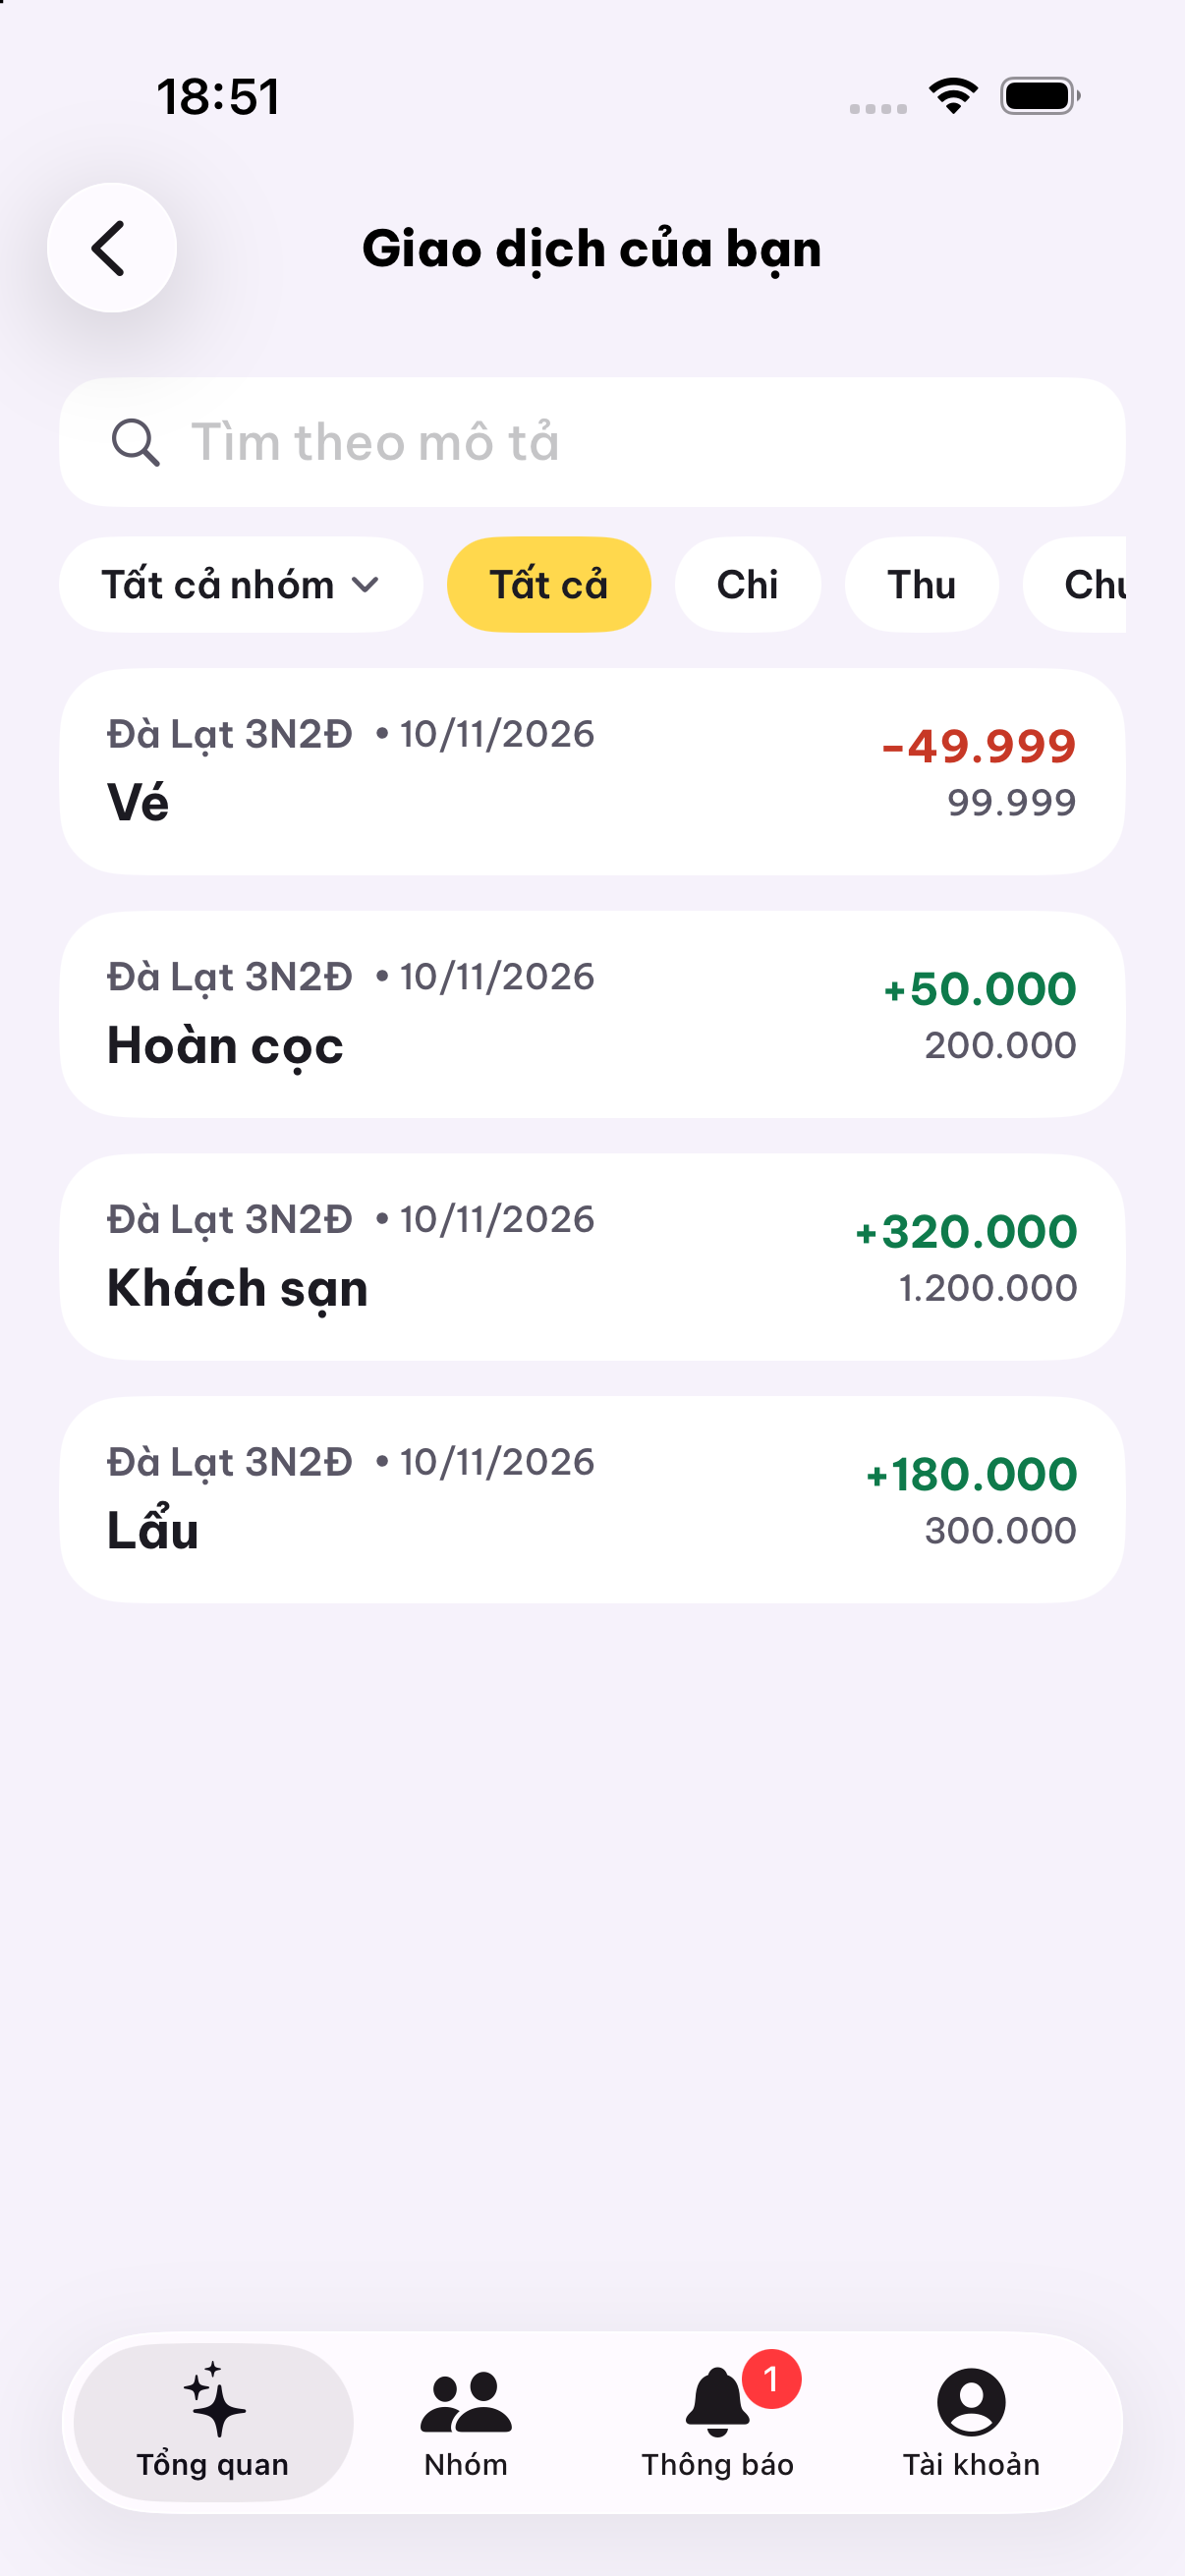 18:51
Giao dịch của bạn
Tìm theo mô tả
Tất cả nhóm Tất cả Chi Thu Chu
Đà Lạt 3N2Đ • 10/11/2026
-49.999
Vé
99.999
Đà Lạt 3N2Đ • 10/11/2026
+50.000
Hoàn cọc
200.000
Đà Lạt 3N2Đ • 10/11/2026
+320.000
Khách sạn
1.200.000
Đà Lạt 3N2Đ • 10/11/2026
+180.000
Lẩu
300.000
1
Tổng quan Nhóm Thông báo Tài khoản